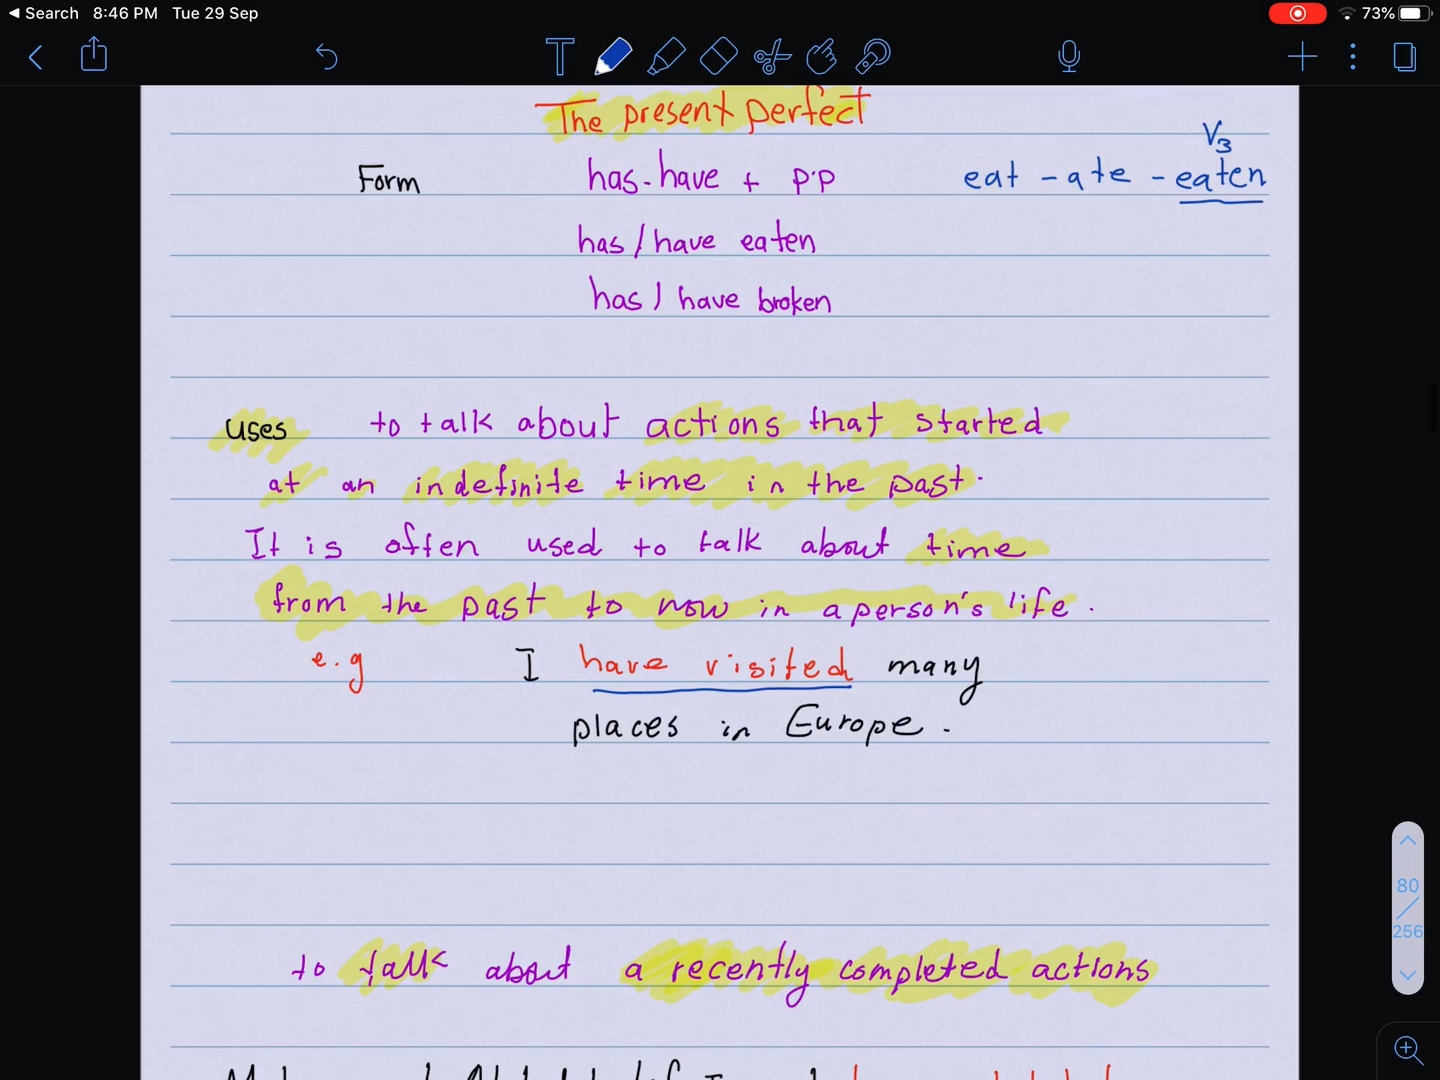 Search 8:46 PM Tue 29 Sep 73%
The present perfect
V3
Form has-have + p.p eat - ate - eaten
has / have eaten
has / have broken
uses to talk about actions that started
at an indefinite time in the past.
It is often used to talk about time
from the past to now in a person's life.
e.g I have visited many
places in Europe.
80
/
256
to talk about a recently completed actions